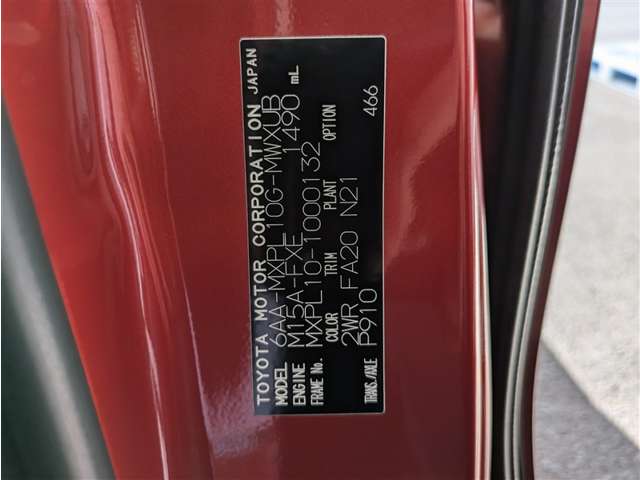 TOYOTA MOTOR CORPORATION JAPAN
MODEL 6AA-MXPL10G-MWXUB
ENGINE M15A-FXE 1490 mL
FRAME No. MXPL10-1000132
COLOR TRIM PLANT OPTION
2WR FA20 N21
TRANS./AXLE P910 466